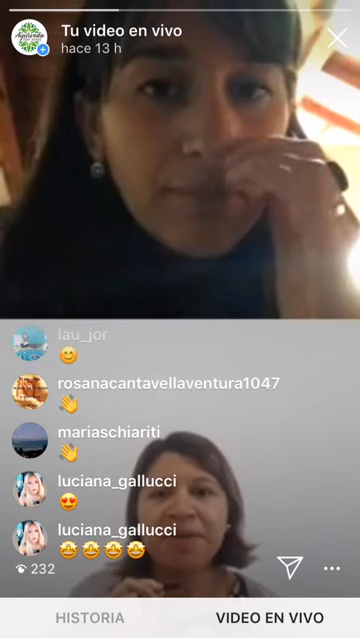 Tu video en vivo
hace 13 h
lau_jor
😊
rosanacantavellaventura1047
👋
mariaschiariti
👋
luciana_gallucci
😍
luciana_gallucci
🤩🤩🤩🤩
232
HISTORIA
VIDEO EN VIVO